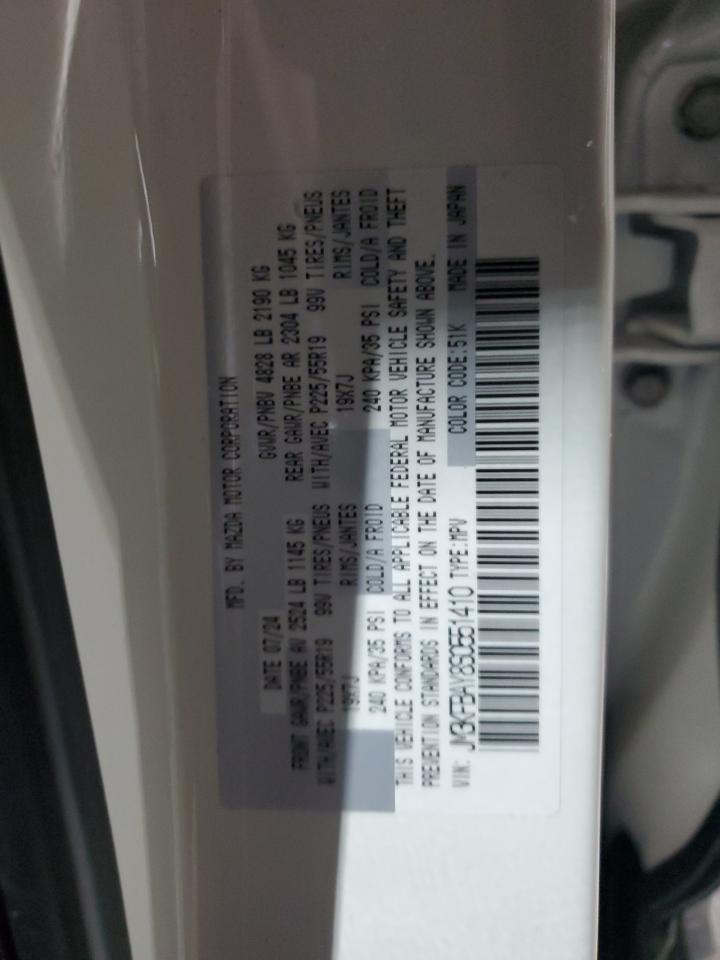 MFD. BY MAZDA MOTOR CORPORATION
DATE 07/24 GVWR/PNBV 4828 LB 2190 KG
FRONT GAWR/PNBE AV 2524 LB 1145 KG REAR GAWR/PNBE AR 2304 LB 1045 KG
WITH/AVEC P225/55R19 99V TIRES/PNEUS WITH/AVEC P225/55R19 99V TIRES/PNEUS
19X7J RIMS/JANTES 19X7J RIMS/JANTES
240 KPA/35 PSI COLD/A FROID 240 KPA/35 PSI COLD/A FROID
THIS VEHICLE CONFORMS TO ALL APPLICABLE FEDERAL MOTOR VEHICLE SAFETY AND THEFT
PREVENTION STANDARDS IN EFFECT ON THE DATE OF MANUFACTURE SHOWN ABOVE.
VIN: JM3KFBAY8S0551410 TYPE:MPV COLOR CODE:51K MADE IN JAPAN